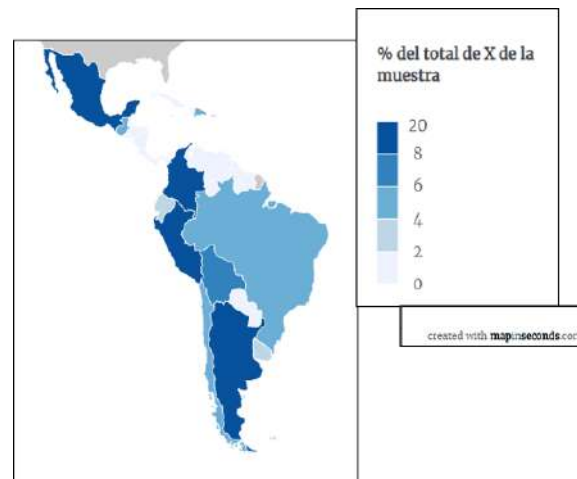 % del total de X de la
muestra
20
8
6
4
2
0
created with mapinseconds.com